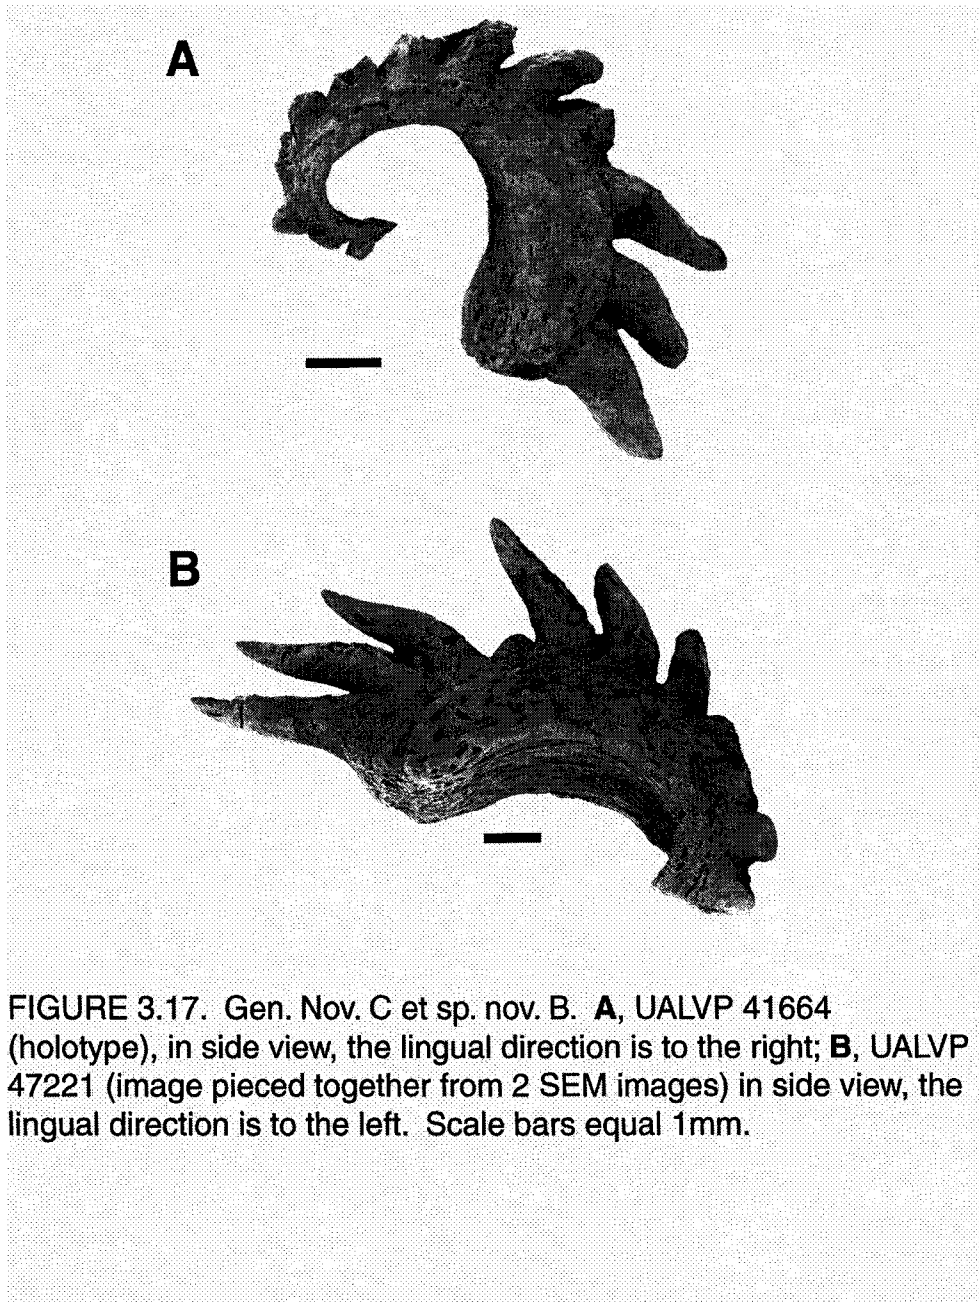 A
B
FIGURE 3.17. Gen. Nov. C et sp. nov. B. A, UALVP 41664
(holotype), in side view, the lingual direction is to the right; B, UALVP
47221 (image pieced together from 2 SEM images) in side view, the
lingual direction is to the left. Scale bars equal 1mm.